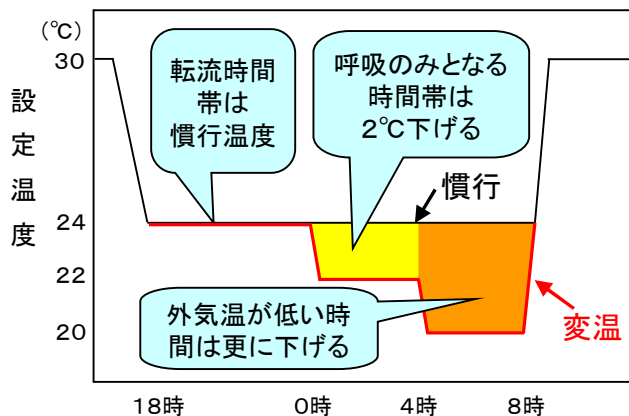 (℃)
30
24
22
20
設
定
温
度
転流時間
帯は
慣行温度
呼吸のみとなる
時間帯は
2℃下げる
慣行
外気温が低い時
間は更に下げる
変温
18時
0時
4時
8時